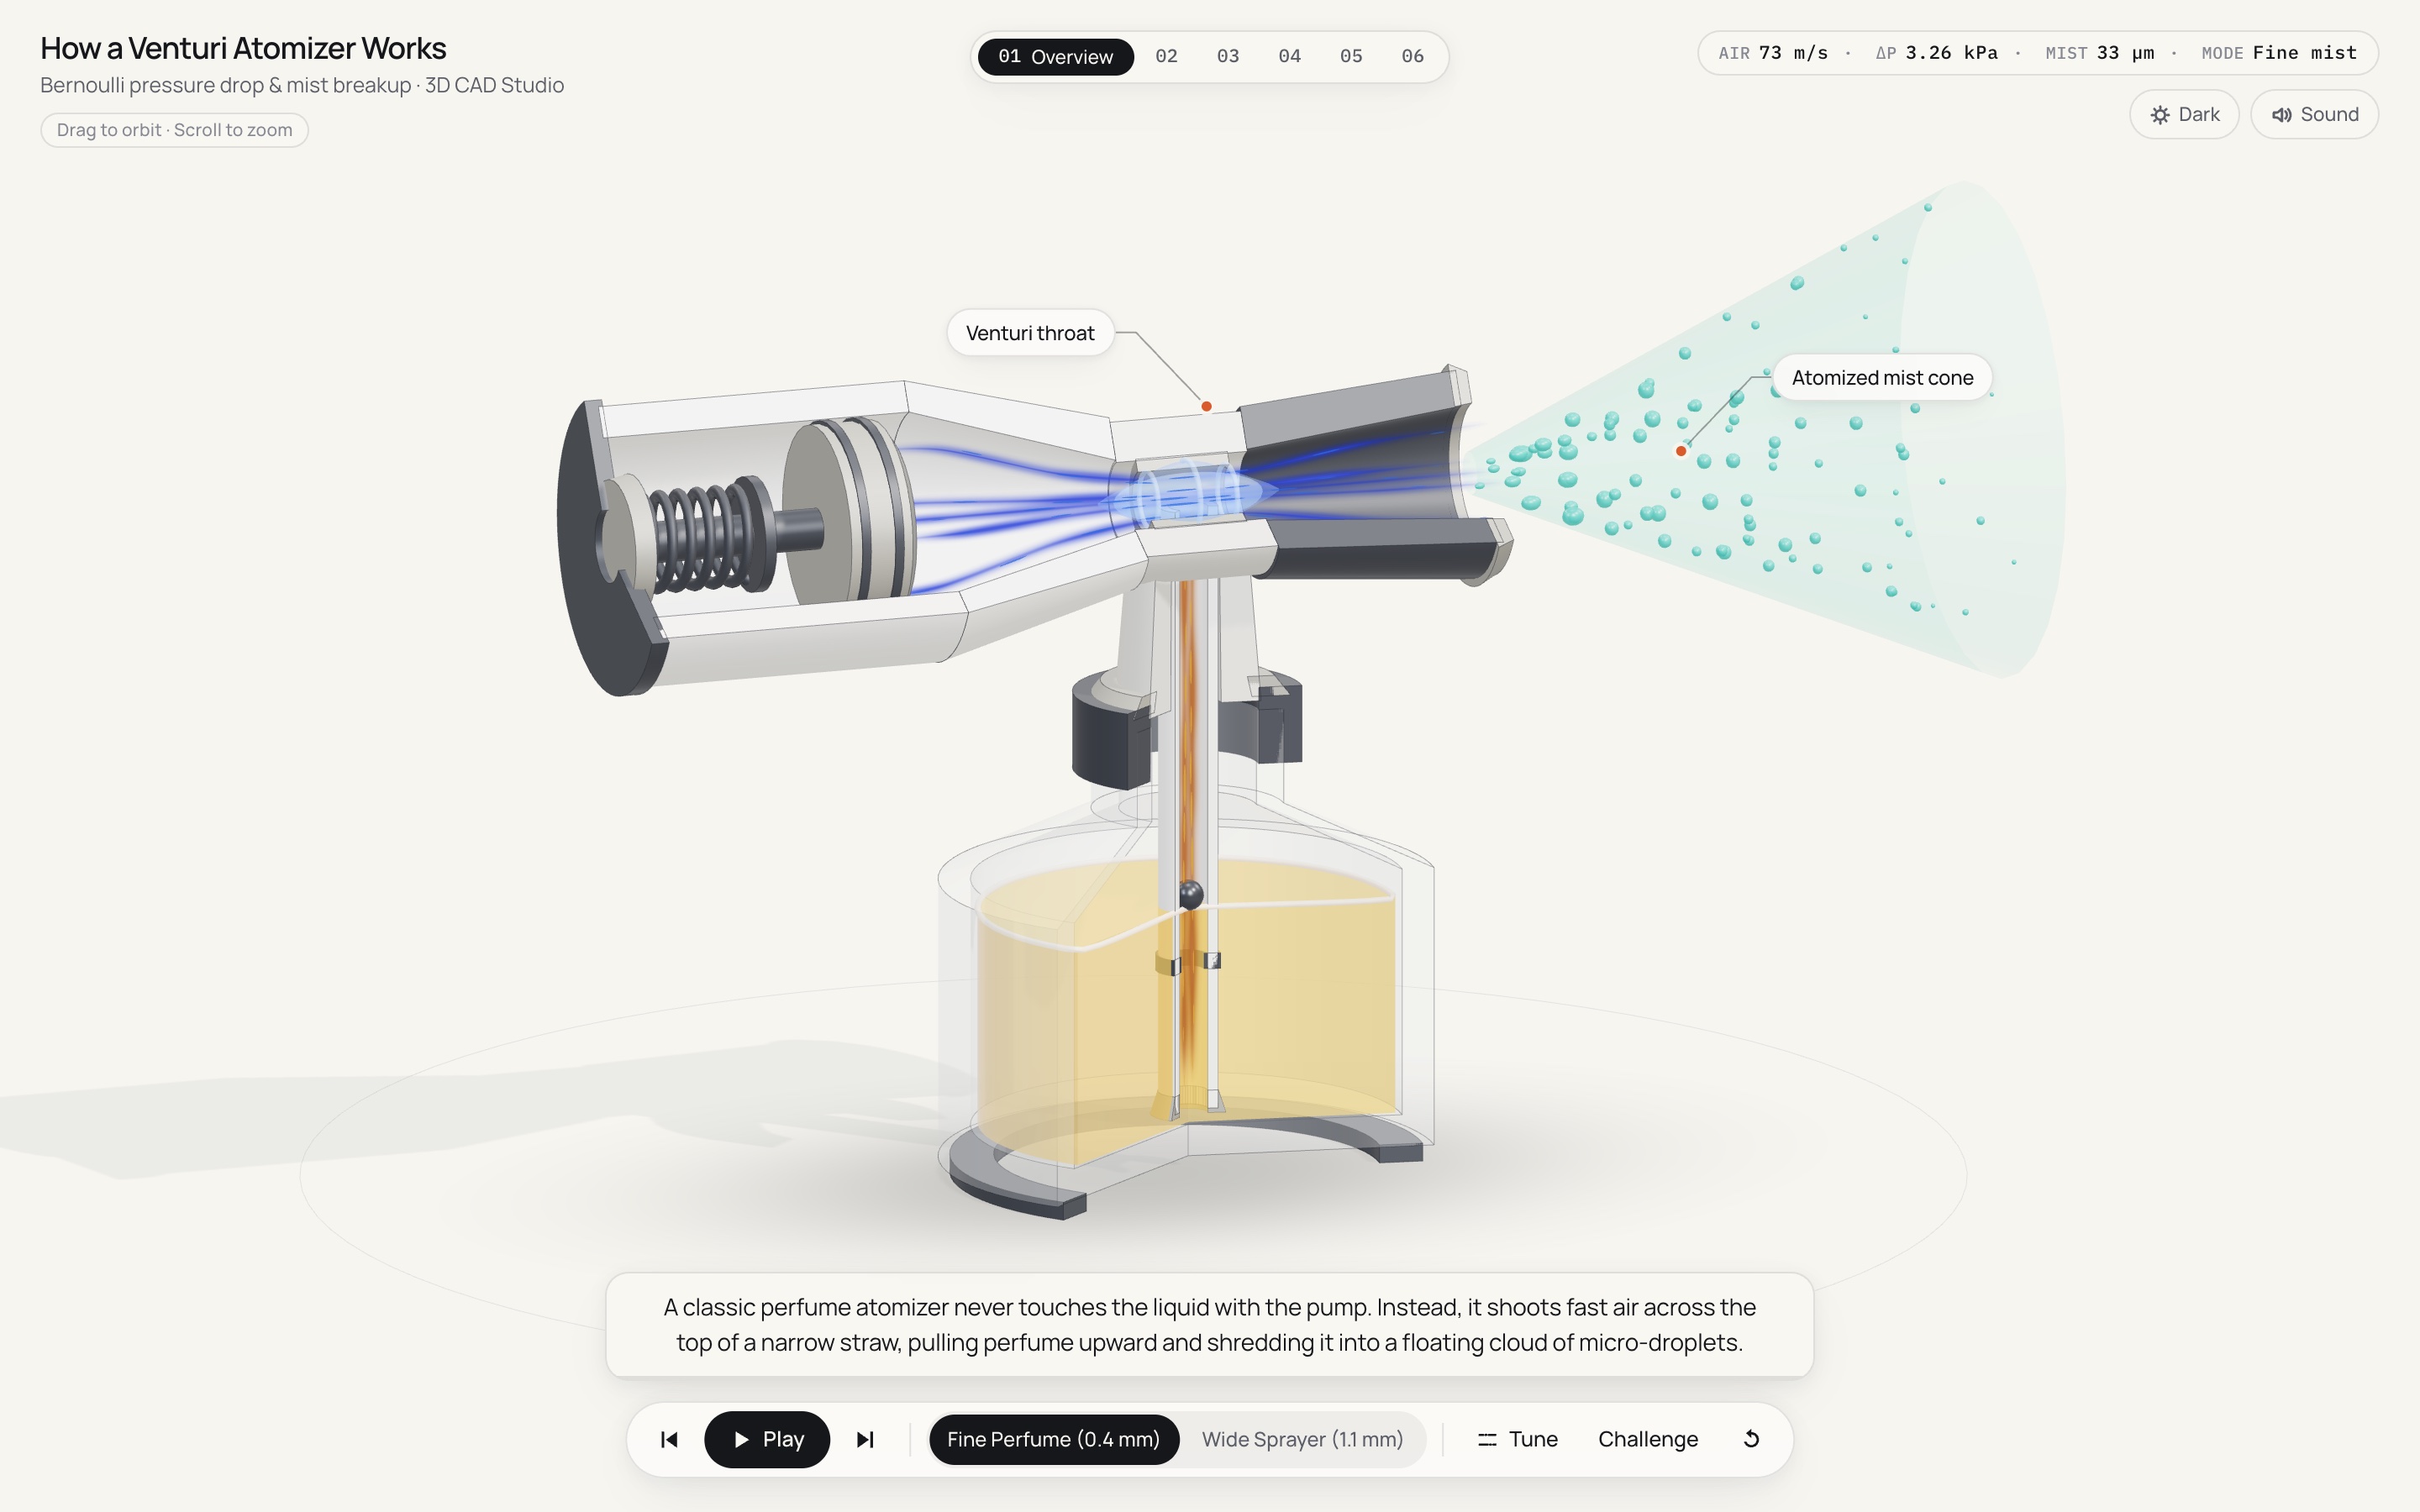 How a Venturi Atomizer Works
Bernoulli pressure drop & mist breakup · 3D CAD Studio
Drag to orbit · Scroll to zoom
01 Overview 02 03 04 05 06
AIR 73 m/s · ΔP 3.26 kPa · MIST 33 μm · MODE Fine mist
Dark Sound
Venturi throat
Atomized mist cone
A classic perfume atomizer never touches the liquid with the pump. Instead, it shoots fast air across the
top of a narrow straw, pulling perfume upward and shredding it into a floating cloud of micro-droplets.
Play Fine Perfume (0.4 mm) Wide Sprayer (1.1 mm) Tune Challenge